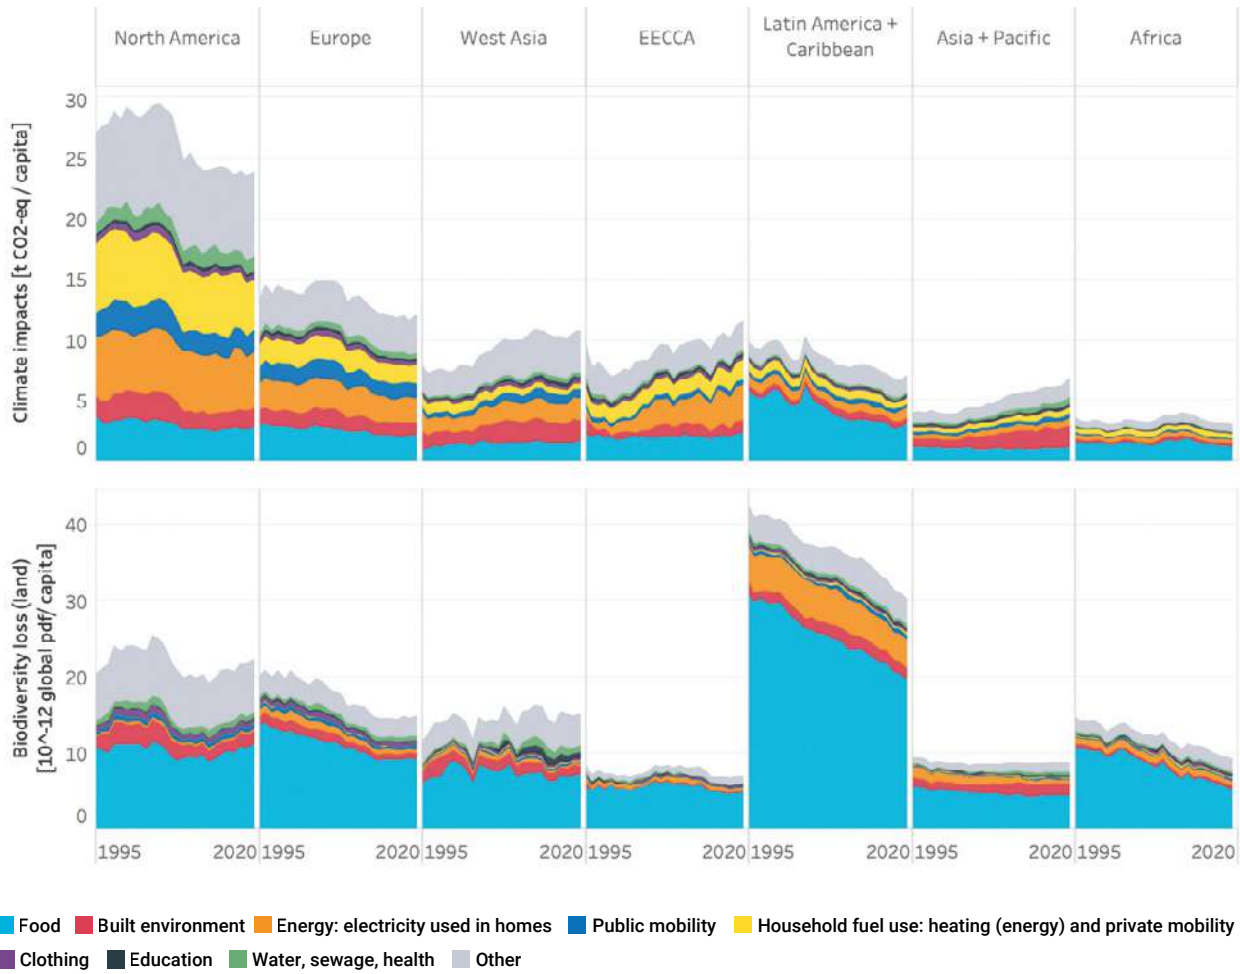 North America
Europe
West Asia
EECCA
Latin America +
Caribbean
Asia + Pacific
Africa
Climate impacts [t CO2-eq / capita]
30
25
20
15
10
5
0
Biodiversity loss (land)
[10^-12 global pdf/ capita]
40
30
20
10
0
1995 2020 1995 2020 1995 2020 1995 2020 1995 2020 1995 2020 1995 2020
Food Built environment Energy: electricity used in homes Public mobility Household fuel use: heating (energy) and private mobility
Clothing Education Water, sewage, health Other